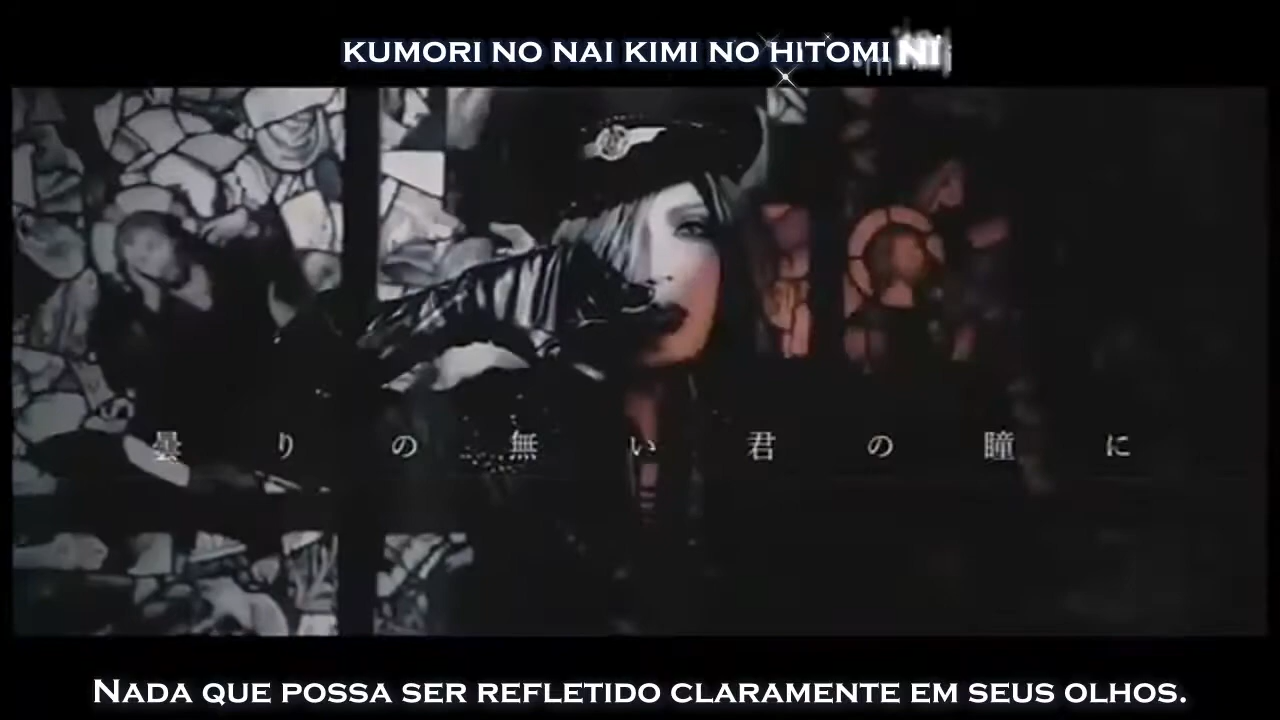 KUMORI NO NAI KIMI NO HITOMI NI
曇りの無い君の瞳に
NADA QUE POSSA SER REFLETIDO CLARAMENTE EM SEUS OLHOS.